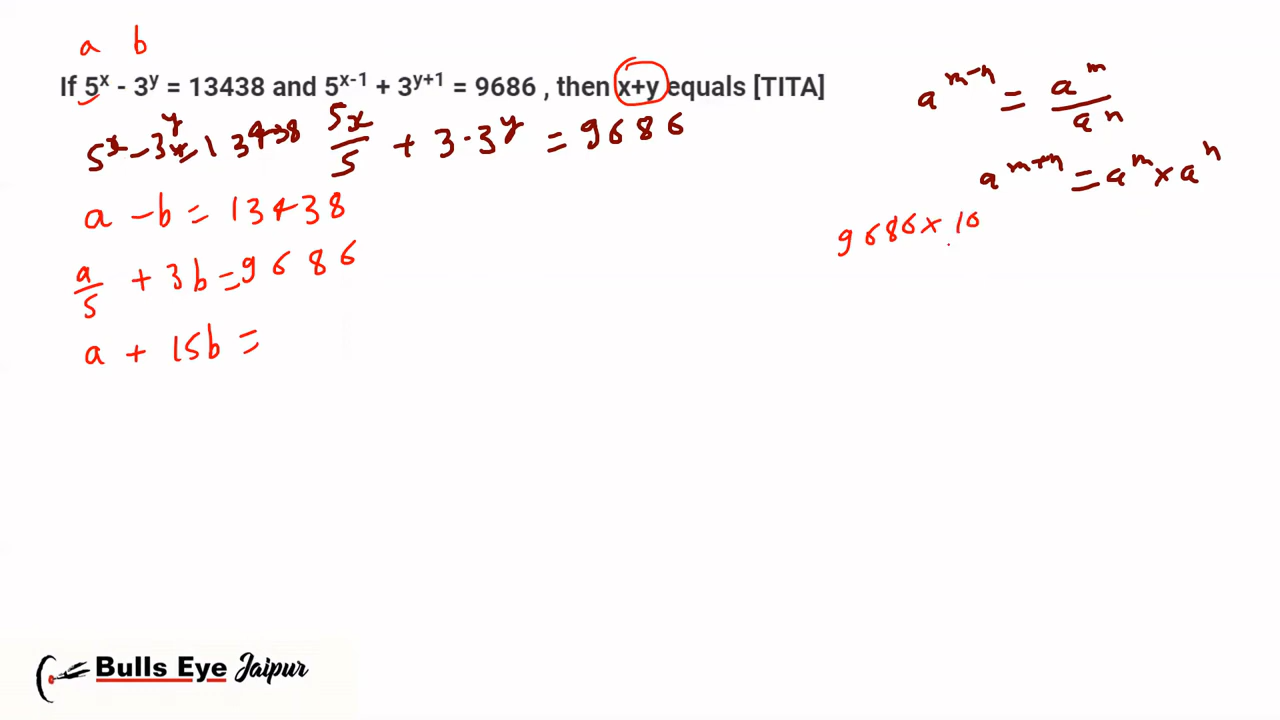 a b
If 5ˣ - 3ʸ = 13438 and 5ˣ⁻¹ + 3ʸ⁺¹ = 9686 , then x+y equals [TITA]
aᵐ⁻ⁿ = aᵐ/aⁿ
5ˣ - 3ʸ = 13438 5x/5 + 3·3ʸ = 9686
aᵐ⁺ⁿ = aᵐ × aⁿ
a - b = 13438
9686 × 10
a/5 + 3b = 9686
a + 15b =
Bulls Eye Jaipur